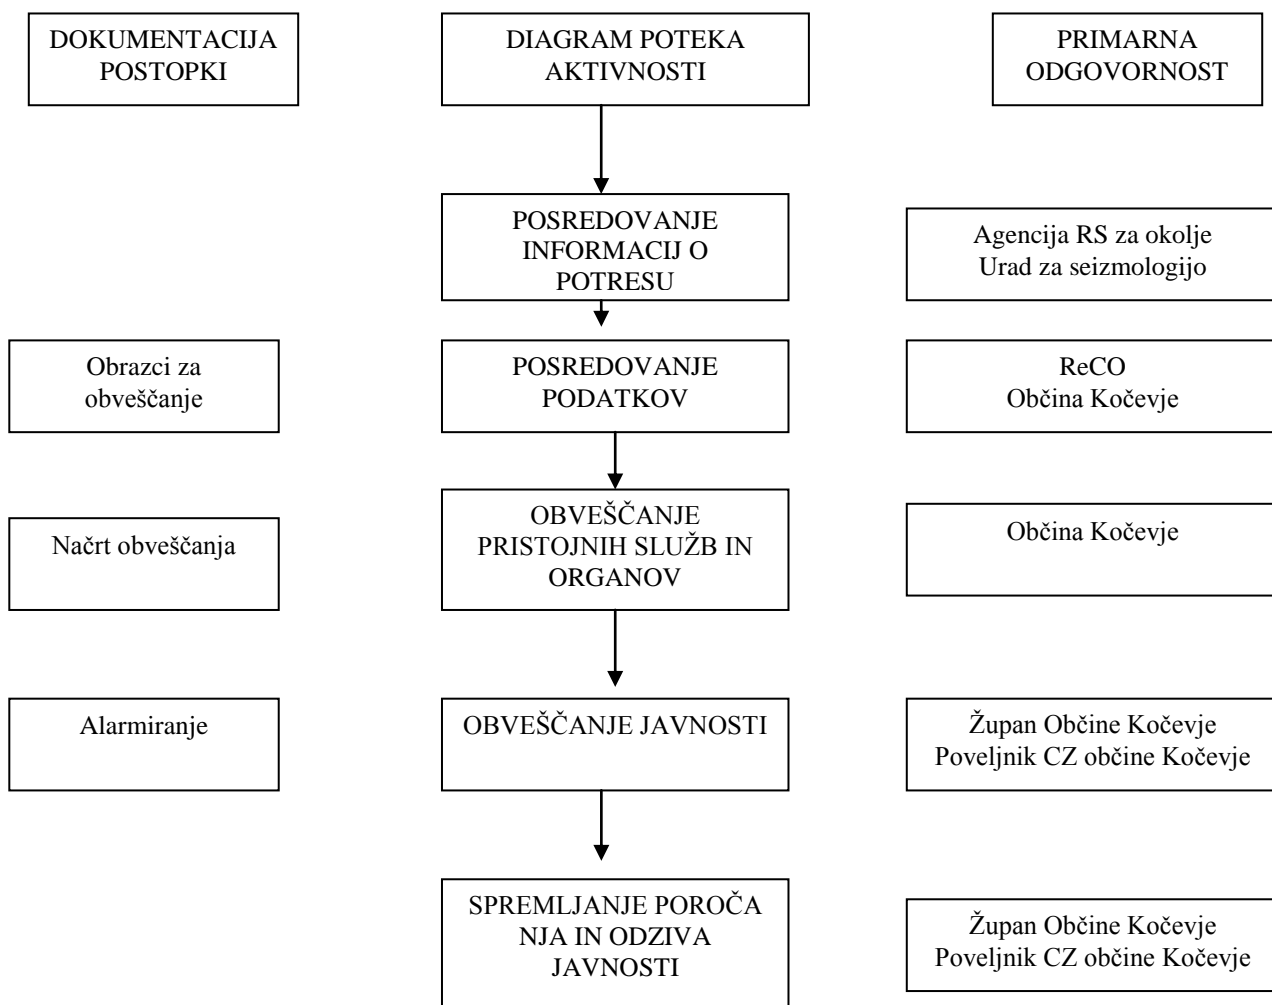 DOKUMENTACIJA
POSTOPKI
DIAGRAM POTEKA
AKTIVNOSTI
PRIMARNA
ODGOVORNOST
POSREDOVANJE
INFORMACIJ O
POTRESU
Agencija RS za okolje
Urad za seizmologijo
Obrazci za
obveščanje
POSREDOVANJE
PODATKOV
ReCO
Občina Kočevje
Načrt obveščanja
OBVEŠČANJE
PRISTOJNIH SLUŽB IN
ORGANOV
Občina Kočevje
Alarmiranje
OBVEŠČANJE JAVNOSTI
Župan Občine Kočevje
Poveljnik CZ občine Kočevje
SPREMLJANJE POROČA
NJA IN ODZIVA
JAVNOSTI
Župan Občine Kočevje
Poveljnik CZ občine Kočevje